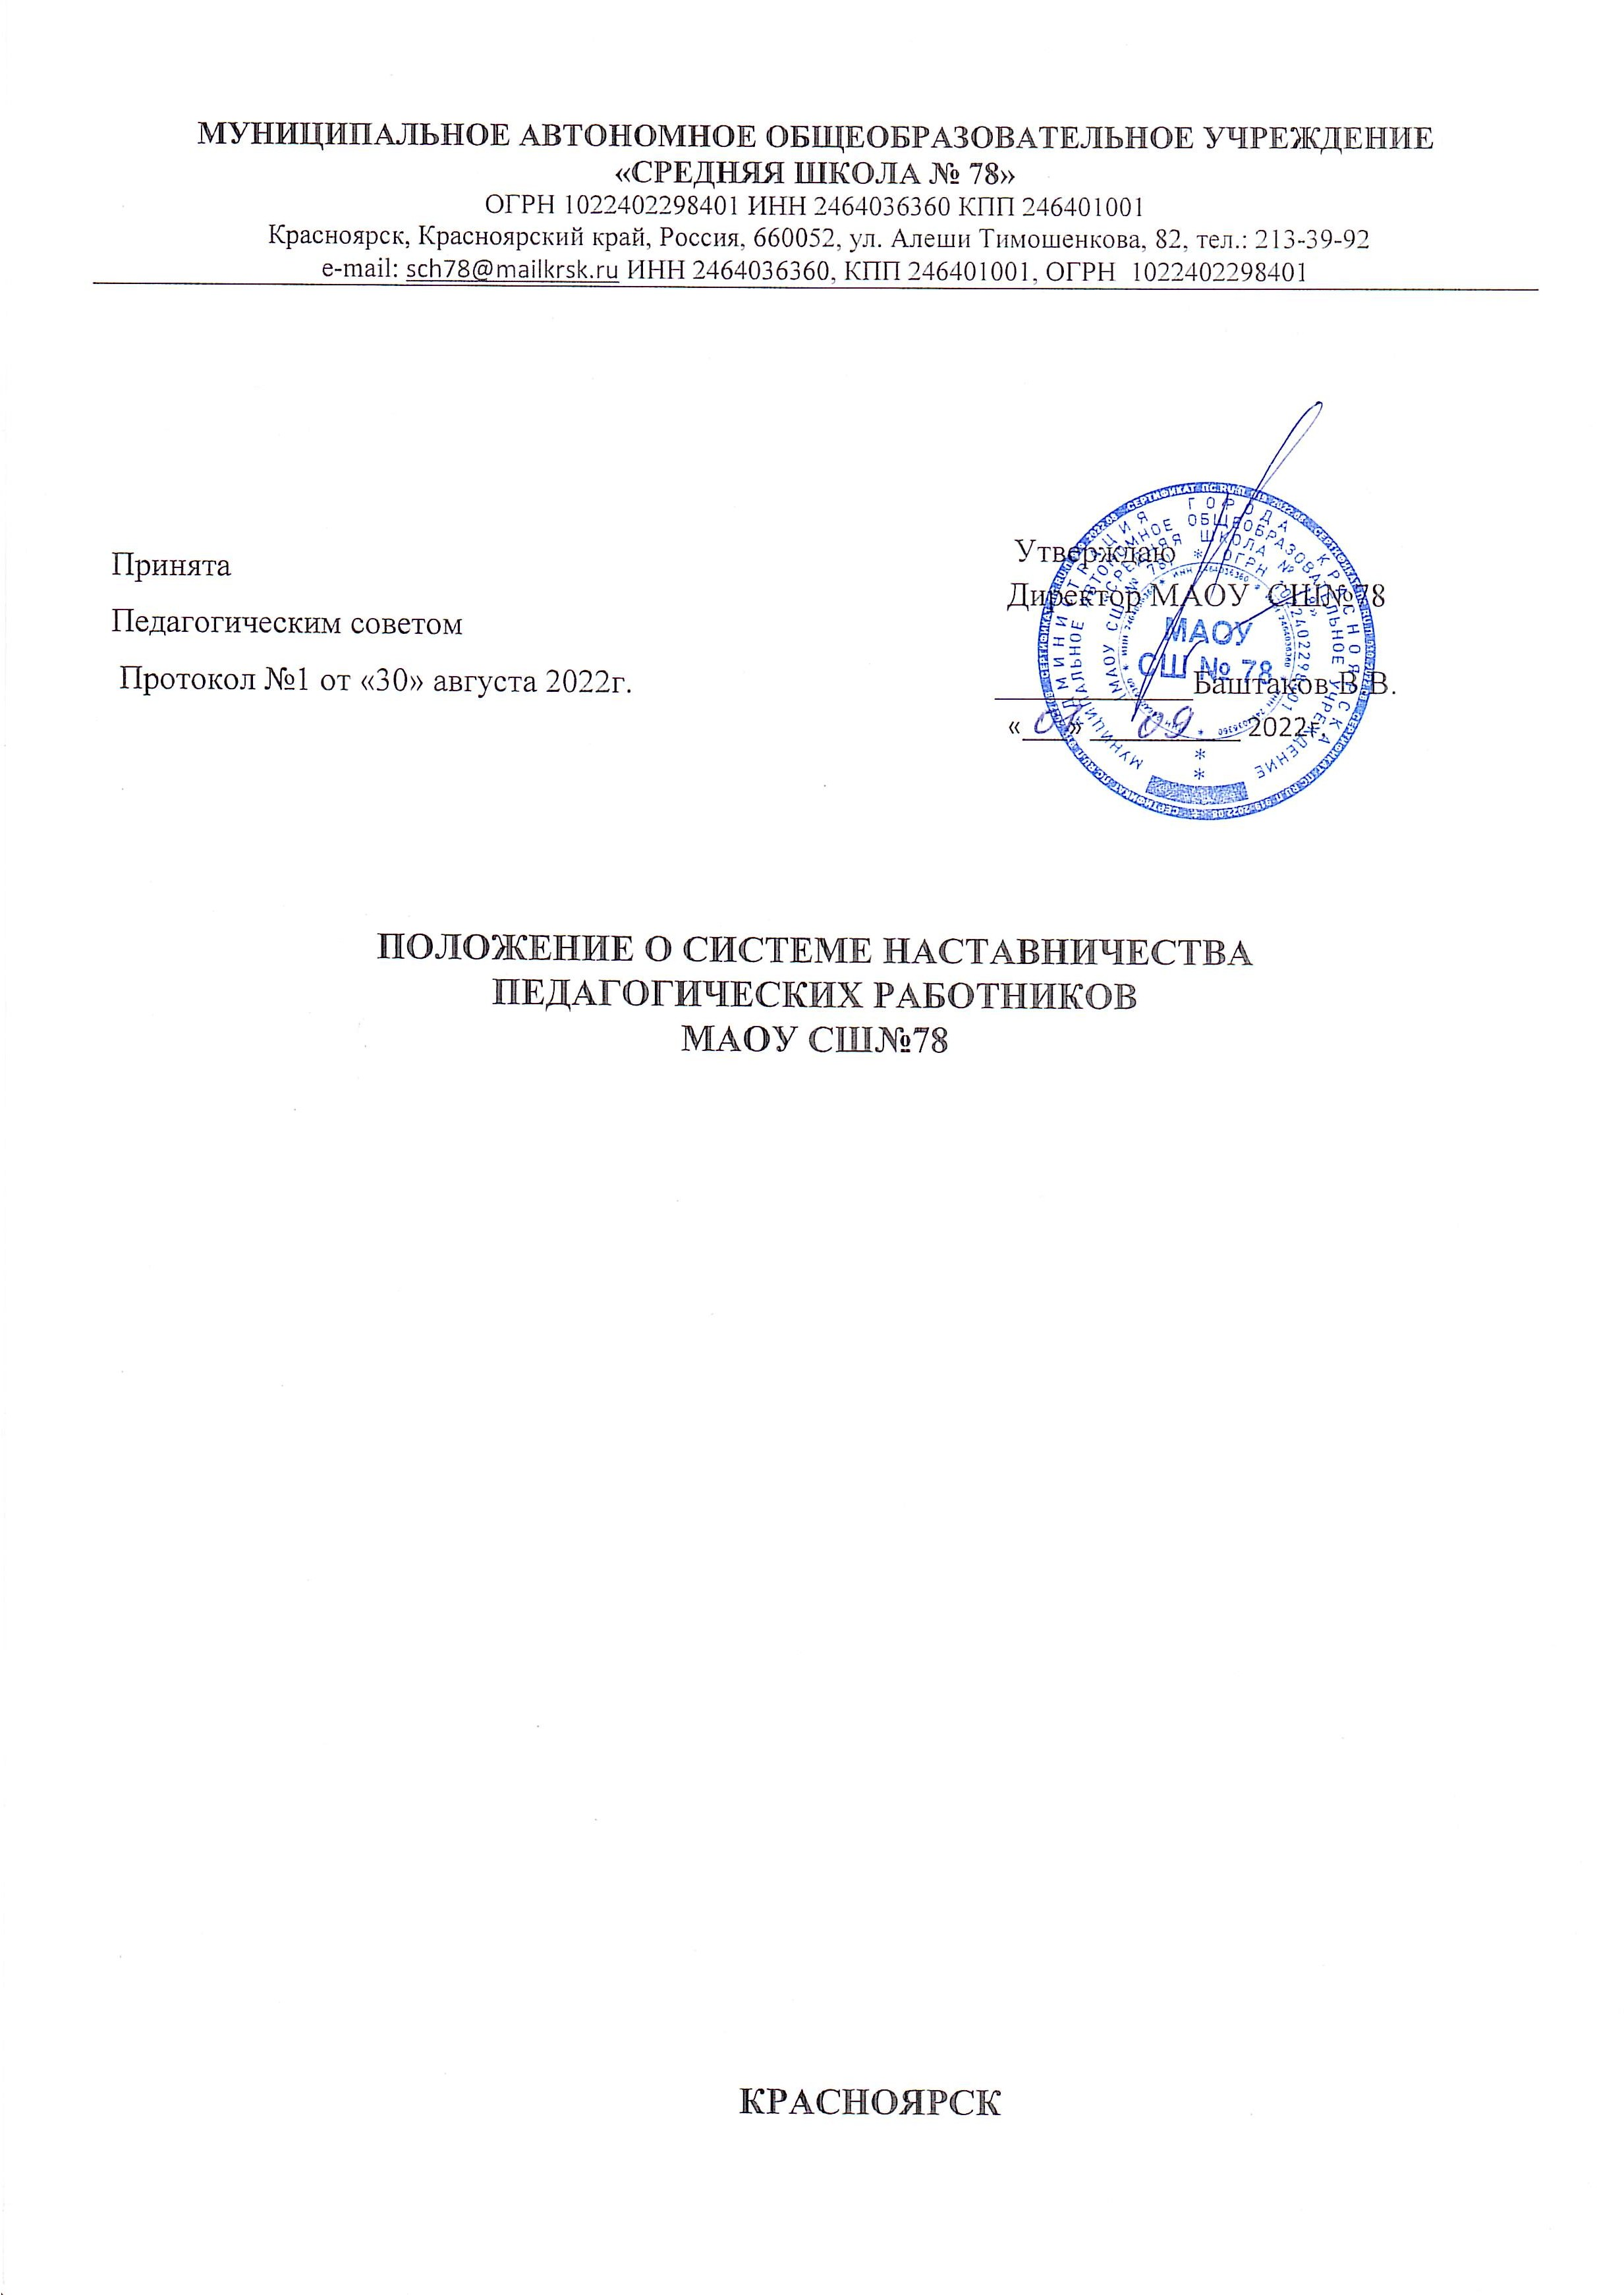 МУНИЦИПАЛЬНОЕ АВТОНОМНОЕ ОБЩЕОБРАЗОВАТЕЛЬНОЕ УЧРЕЖДЕНИЕ
«СРЕДНЯЯ ШКОЛА № 78»
ОГРН 1022402298401 ИНН 2464036360 КПП 246401001
Красноярск, Красноярский край, Россия, 660052, ул. Алеши Тимошенкова, 82, тел.: 213-39-92
e-mail: sch78@mailkrsk.ru ИНН 2464036360, КПП 246401001, ОГРН 1022402298401
Принята
Педагогическим советом
Протокол №1 от «30» августа 2022г.
Утверждаю
Директор МАОУ СШ№78
Баштаков В.В.
«01» 09 2022г.
МАОУ
СШ № 78
ПОЛОЖЕНИЕ О СИСТЕМЕ НАСТАВНИЧЕСТВА
ПЕДАГОГИЧЕСКИХ РАБОТНИКОВ
МАОУ СШ№78
КРАСНОЯРСК